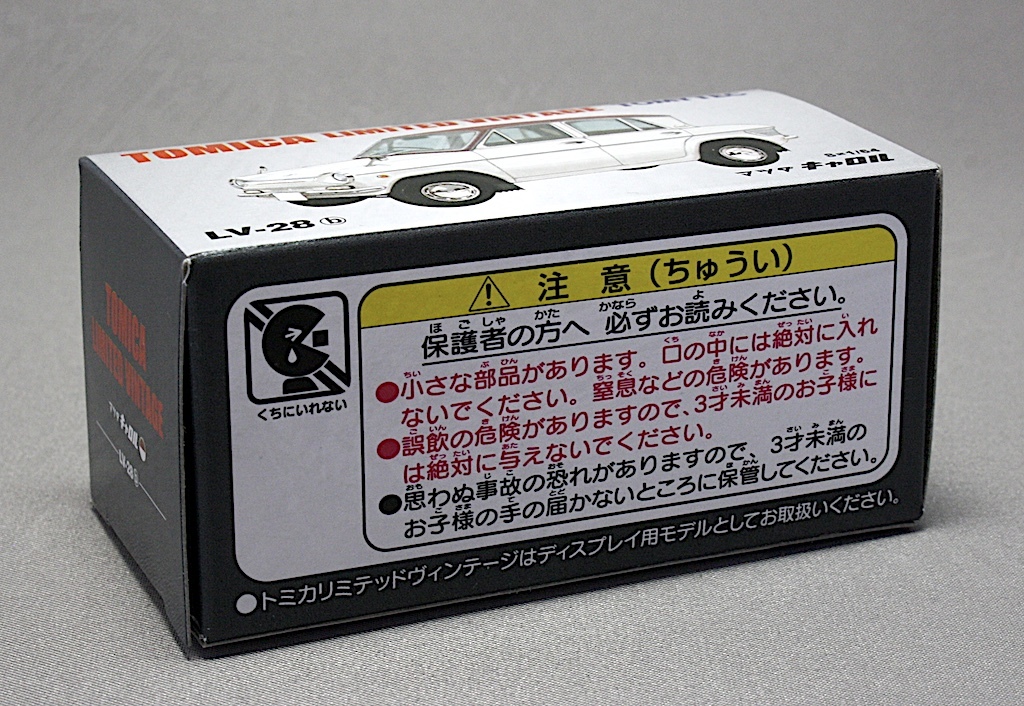 TOMICA LIMITED VINTAGE TOMYTEC
S=1/64
マツダ キャロル
LV-28 ⓑ
TOMICA
LIMITED VINTAGE
マツダ キャロル
LV-28 ⓑ
くちにいれない
注 意 (ちゅうい)
保護者の方へ 必ずお読みください。
●小さな部品があります。口の中には絶対に入れ
ないでください。窒息などの危険があります。
●誤飲の危険がありますので、3才未満のお子様に
は絶対に与えないでください。
●思わぬ事故の恐れがありますので、3才未満の
お子様の手の届かないところに保管してください。
●トミカリミテッドヴィンテージはディスプレイ用モデルとしてお取扱いください。